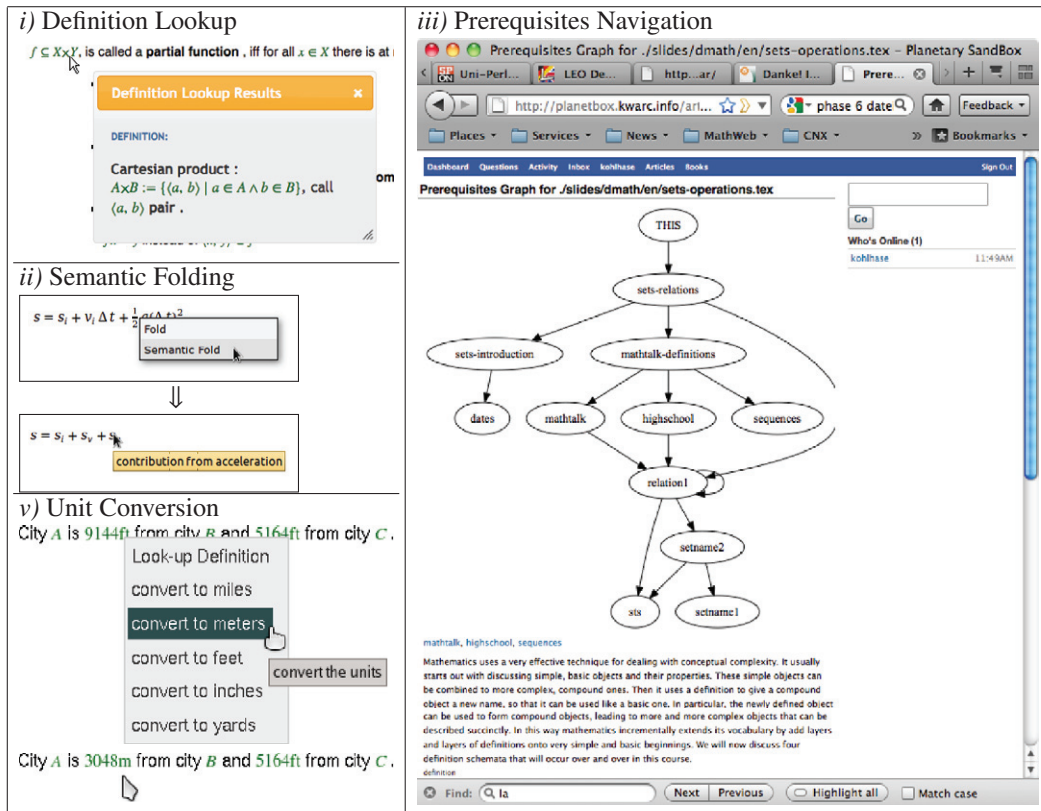 i) Definition Lookup
f ⊆ X×Y, is called a partial function , iff for all x ∈ X there is at
Definition Lookup Results ×
DEFINITION:
Cartesian product :
A×B := {⟨a, b⟩ | a ∈ A ∧ b ∈ B}, call
⟨a, b⟩ pair .
om
ii) Semantic Folding
s = s_i + v_i Δt + ½
Fold
Semantic Fold
⇓
s = s_i + s_v + s
contribution from acceleration
v) Unit Conversion
City A is 9144ft from city B and 5164ft from city C .
Look-up Definition
convert to miles
convert to meters
convert to feet
convert to inches
convert to yards
convert the units
City A is 3048m from city B and 5164ft from city C .
iii) Prerequisites Navigation
Prerequisites Graph for ./slides/dmath/en/sets-operations.tex – Planetary SandBox
Uni-Perl... LEO De... http...ar/ Danke! I... Prere...
http://planetbox.kwarc.info/art... phase 6 date Feedback
Places Services News MathWeb CNX » Bookmarks
Dashboard Questions Activity Inbox kohlhase Articles Books Sign Out
Prerequisites Graph for ./slides/dmath/en/sets-operations.tex
Go
Who's Online (1)
kohlhase 11:49AM
THIS
sets-relations
sets-introduction mathtalk-definitions
dates mathtalk highschool sequences
relation1
setname2
sts setname1
mathtalk, highschool, sequences
Mathematics uses a very effective technique for dealing with conceptual complexity. It usually
starts out with discussing simple, basic objects and their properties. These simple objects can
be combined to more complex, compound ones. Then it uses a definition to give a compound
object a new name, so that it can be used like a basic one. In particular, the newly defined object
can be used to form compound objects, leading to more and more complex objects that can be
described succinctly. In this way mathematics incrementally extends its vocabulary by add layers
and layers of definitions onto very simple and basic beginnings. We will now discuss four
definition schemata that will occur over and over in this course.
definition
Find: la Next Previous Highlight all Match case